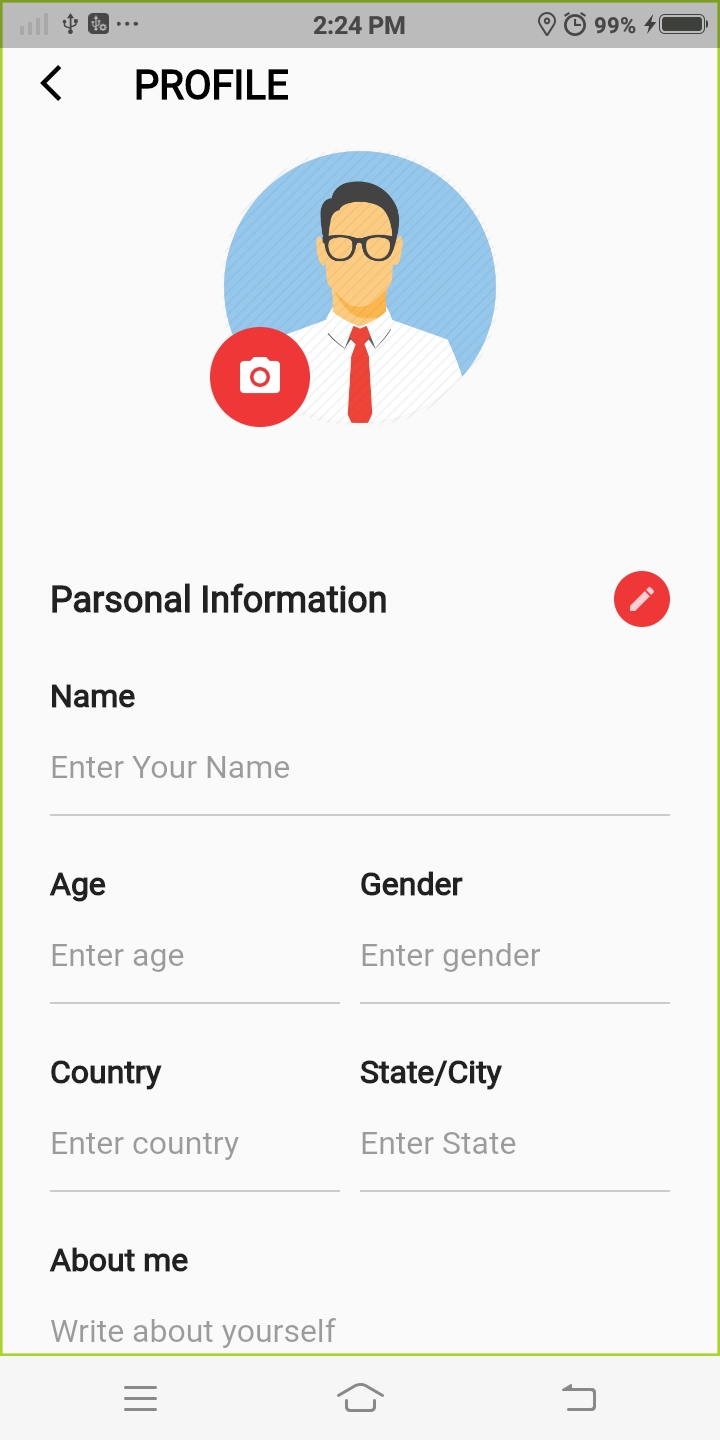 2:24 PM 99%
PROFILE
Parsonal Information
Name
Enter Your Name
Age Gender
Enter age Enter gender
Country State/City
Enter country Enter State
About me
Write about yourself